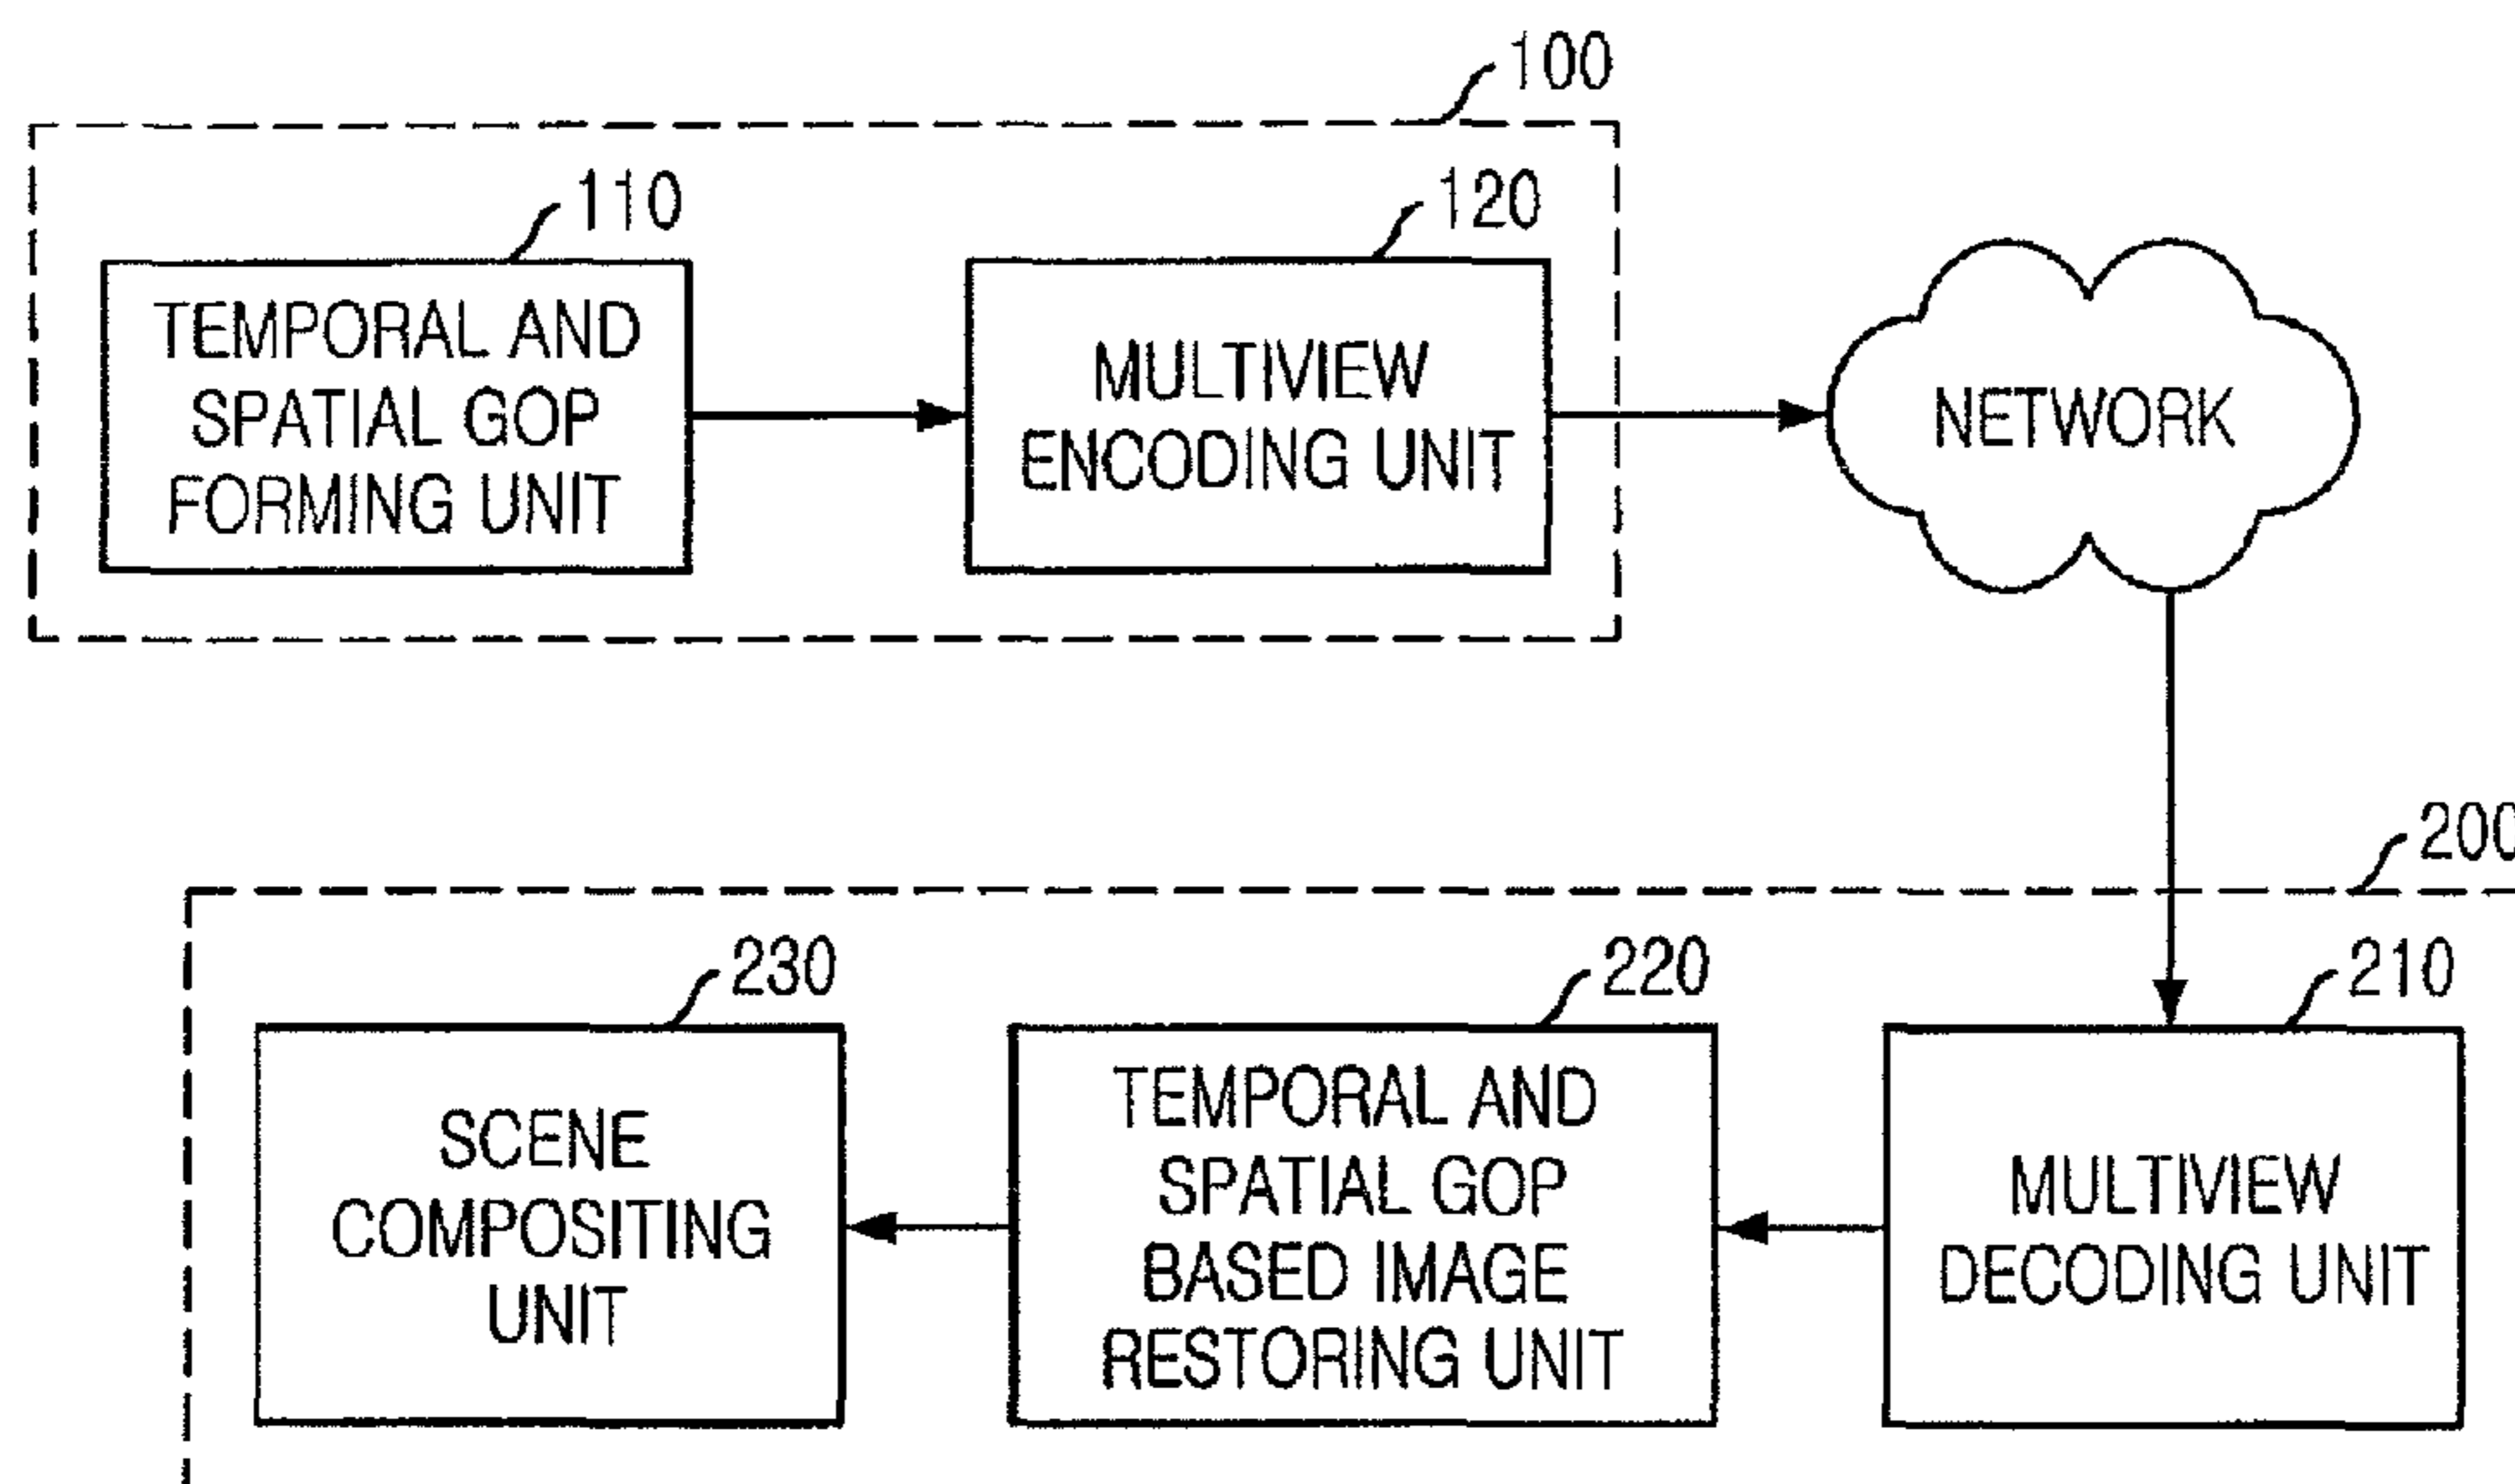 100
110
120
TEMPORAL AND
SPATIAL GOP
FORMING UNIT
MULTIVIEW
ENCODING UNIT
NETWORK
200
230
220
210
SCENE
COMPOSITING
UNIT
TEMPORAL AND
SPATIAL GOP
BASED IMAGE
RESTORING UNIT
MULTIVIEW
DECODING UNIT